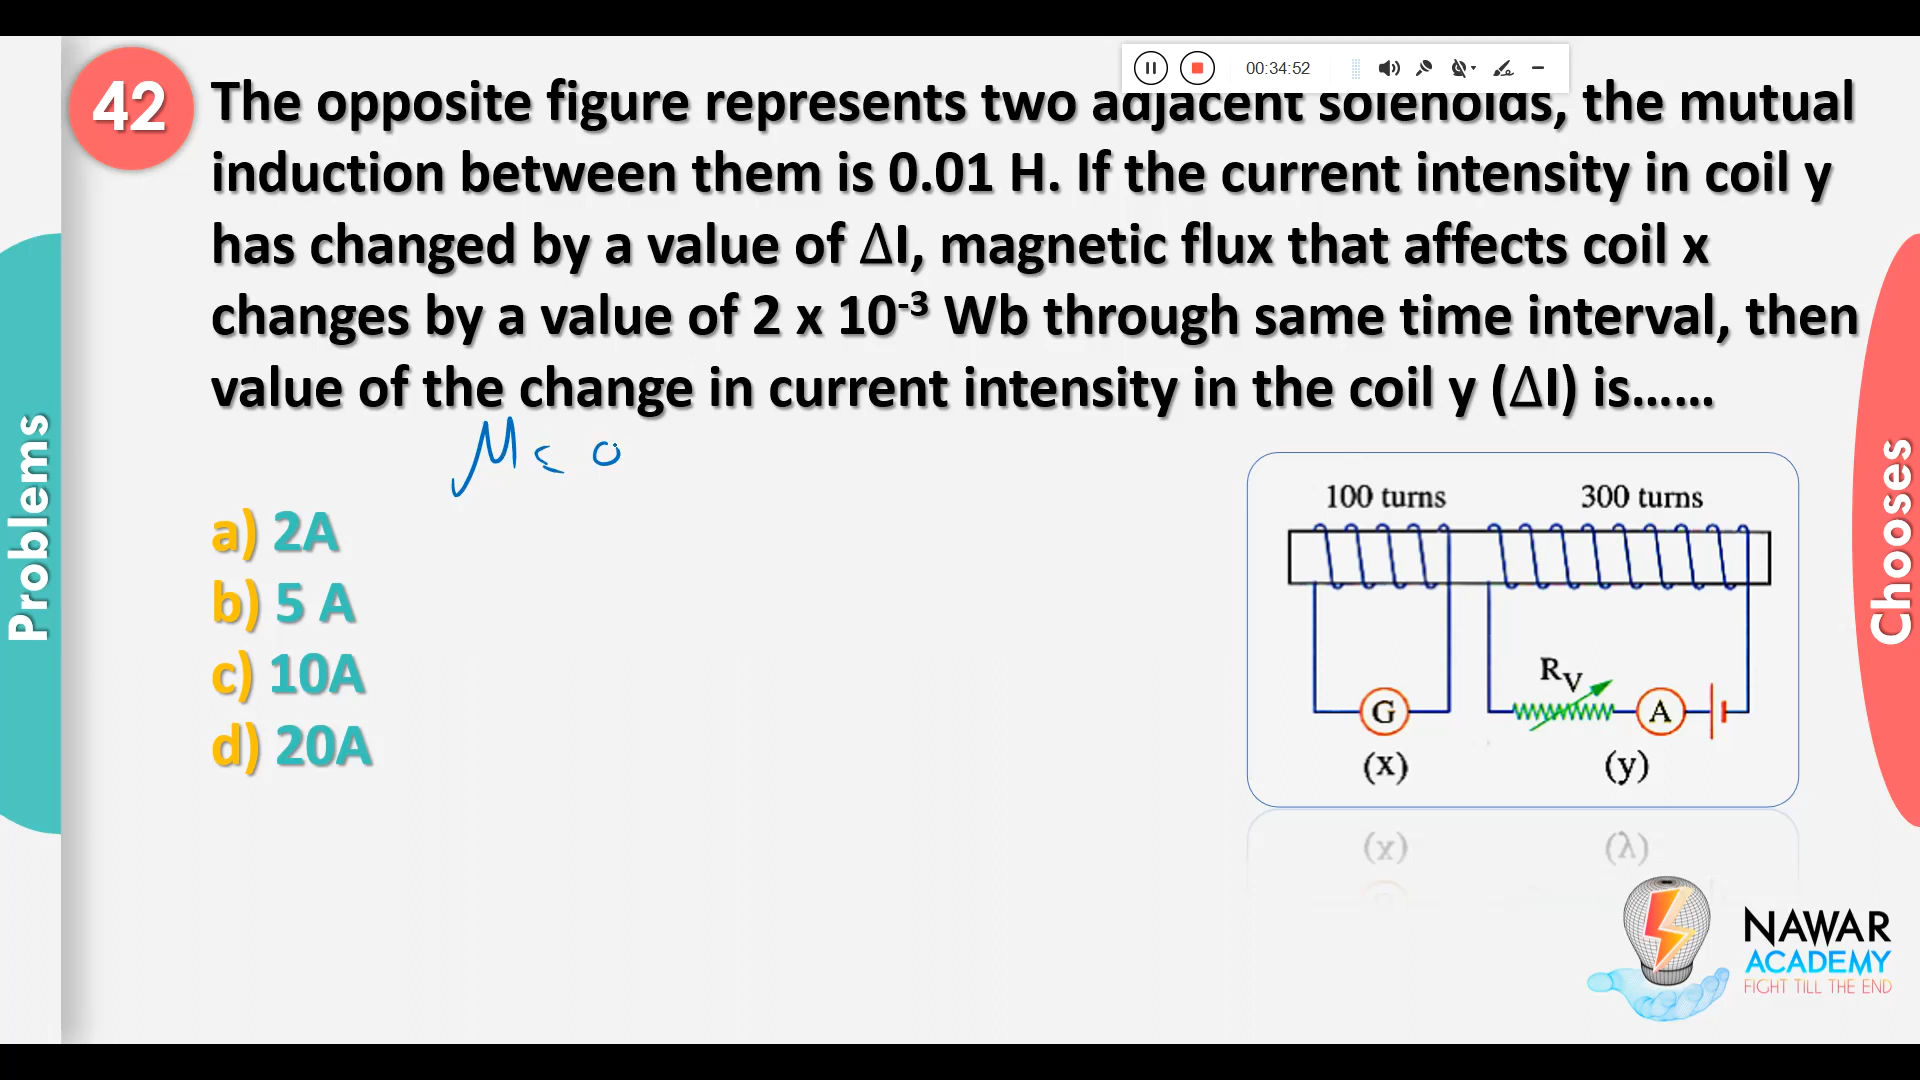 00:34:52
42
The opposite figure represents two adjacent solenoids, the mutual
induction between them is 0.01 H. If the current intensity in coil y
has changed by a value of ΔI, magnetic flux that affects coil x
changes by a value of 2 x 10⁻³ Wb through same time interval, then
value of the change in current intensity in the coil y (ΔI) is......
M = 0
a) 2A
b) 5 A
c) 10A
d) 20A
Problems
Chooses
100 turns 300 turns
R_V
G A
(x) (y)
NAWAR
ACADEMY
FIGHT TILL THE END